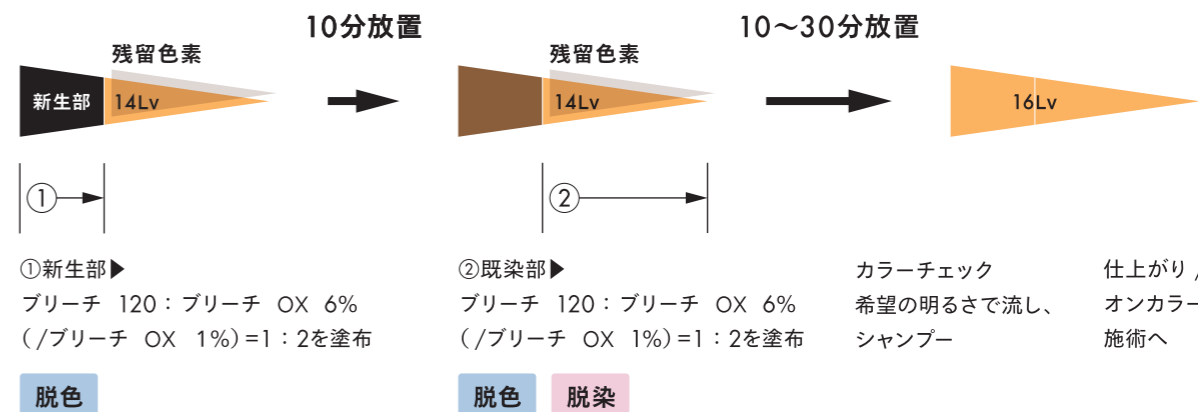 10分放置
10〜30分放置
残留色素
残留色素
新生部
14Lv
14Lv
16Lv
①
②
①新生部▶
ブリーチ 120：ブリーチ OX 6%
(/ブリーチ OX 1%)=1：2を塗布
脱色
②既染部▶
ブリーチ 120：ブリーチ OX 6%
(/ブリーチ OX 1%)=1：2を塗布
脱色
脱染
カラーチェック
希望の明るさで流し、
シャンプー
仕上がり /
オンカラー
施術へ